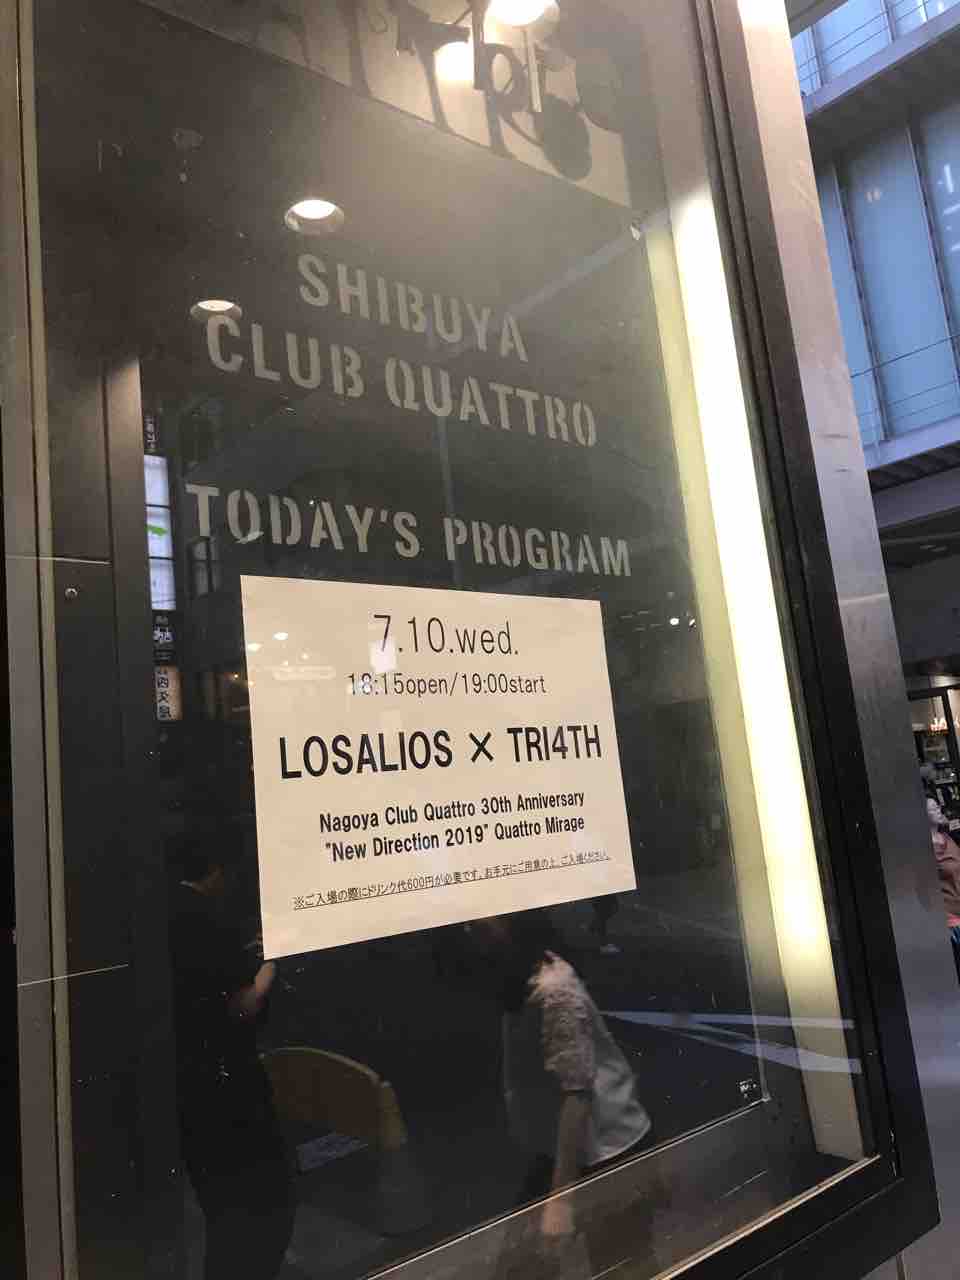 SHIBUYA
CLUB QUATTRO
TODAY'S PROGRAM
7.10.wed.
18:15open/19:00start
LOSALIOS × TRI4TH
Nagoya Club Quattro 30th Anniversary
"New Direction 2019" Quattro Mirage
※ご入場の際にドリンク代600円が必要です。お手元にご用意の上、ご入場ください。